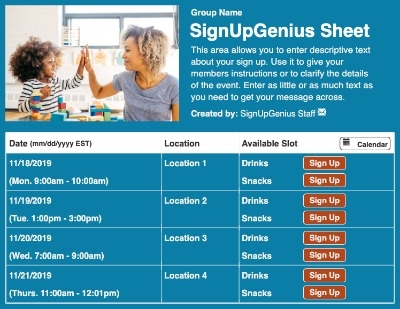 Group Name
SignUpGenius Sheet
This area allows you to enter descriptive text
about your sign up. Use it to give your
members instructions or to clarify the details
of the event. Enter as little or as much text as
you need to get your message across.
Created by: SignUpGenius Staff
Date (mm/dd/yyyy EST) Location Available Slot Calendar
11/18/2019 Location 1 Drinks Sign Up
(Mon. 9:00am - 10:00am) Snacks Sign Up
11/19/2019 Location 2 Drinks Sign Up
(Tue. 1:00pm - 3:00pm) Snacks Sign Up
11/20/2019 Location 3 Drinks Sign Up
(Wed. 7:00am - 9:00am) Snacks Sign Up
11/21/2019 Location 4 Drinks Sign Up
(Thurs. 11:00am - 12:01pm) Snacks Sign Up